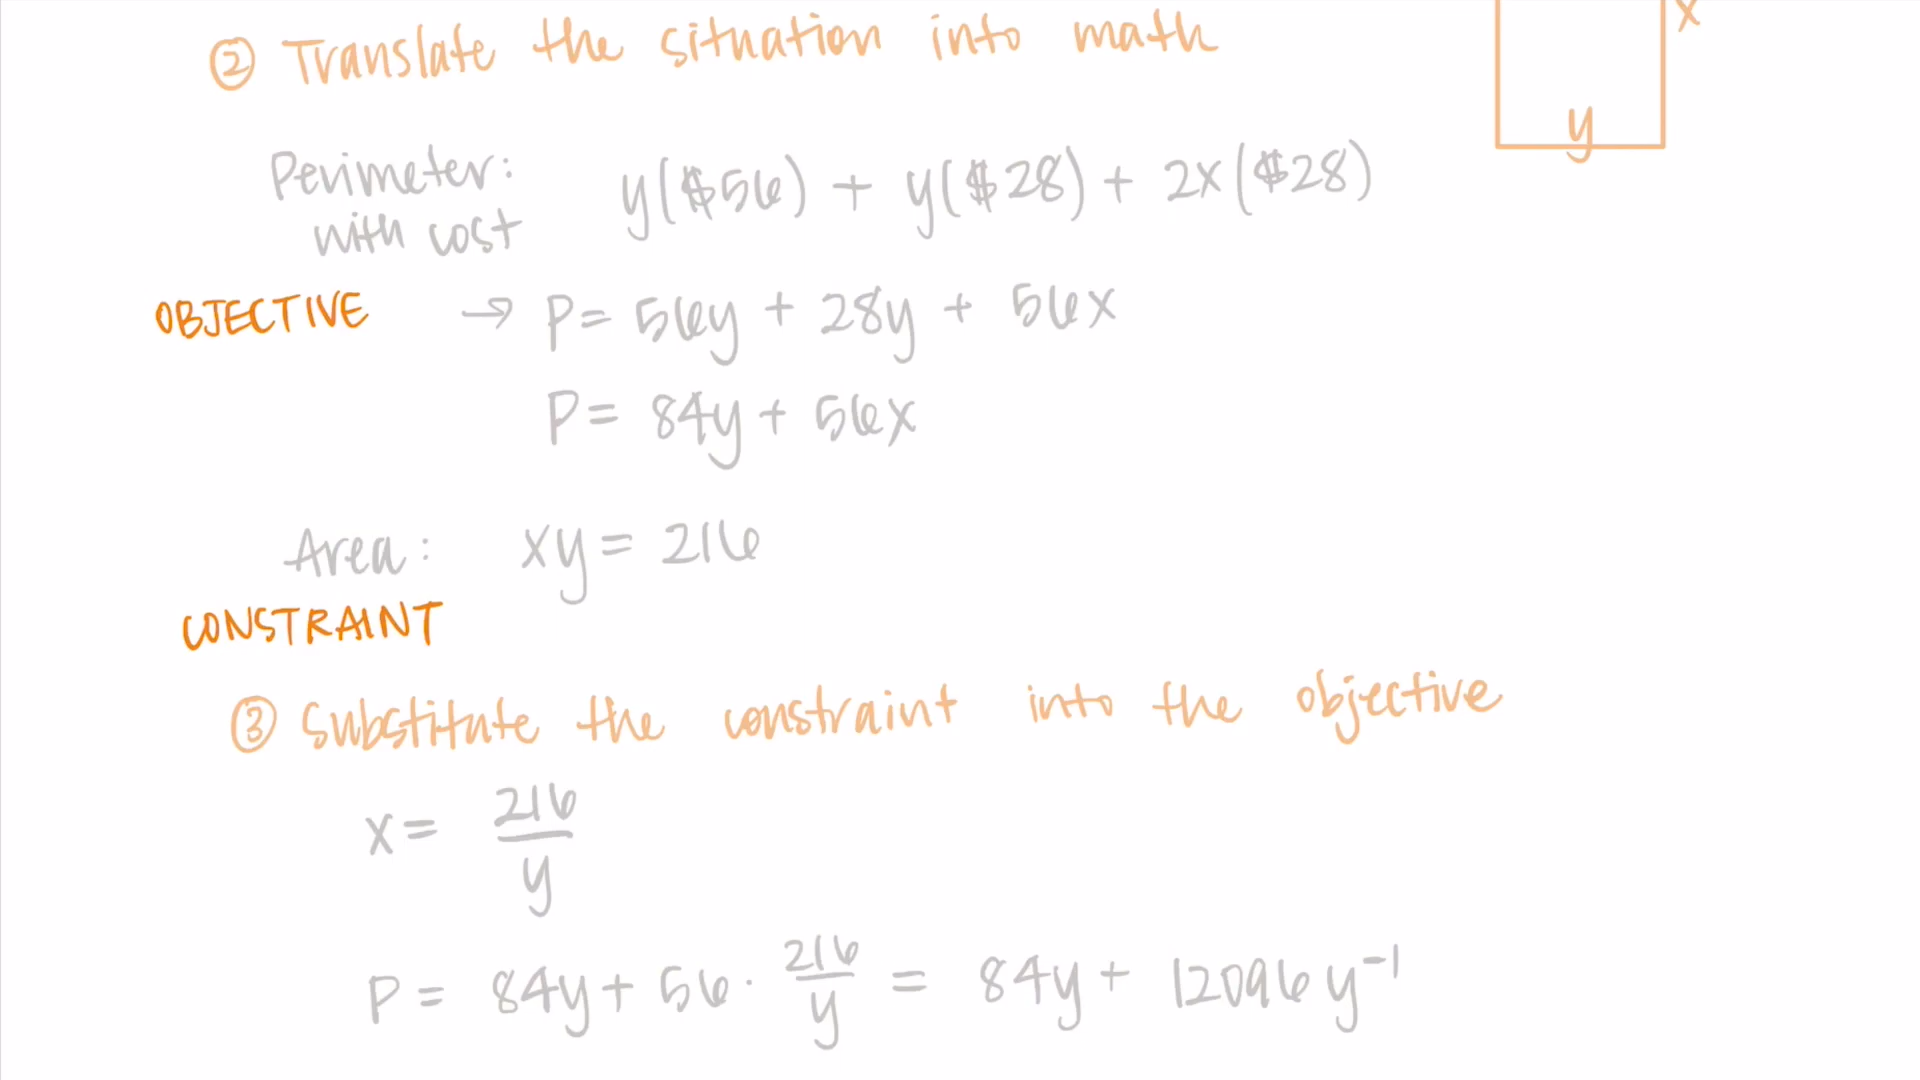 ② Translate the situation into math
x
y
Perimeter: y($56) + y($28) + 2x($28)
with cost
OBJECTIVE → P = 56y + 28y + 56x
P = 84y + 56x
Area: xy = 216
CONSTRAINT
③ Substitute the constraint into the objective
x = 216/y
P = 84y + 56 · 216/y = 84y + 12096y⁻¹